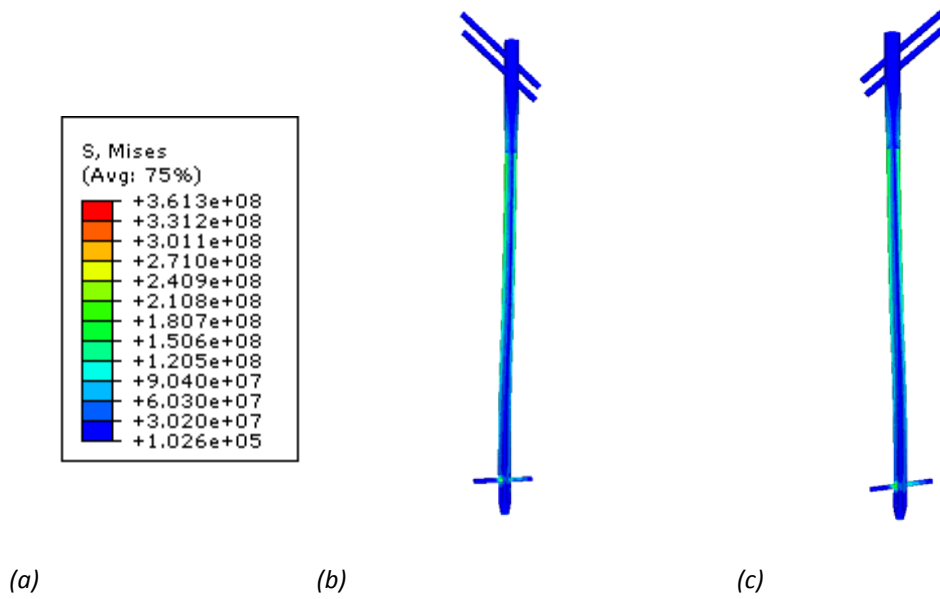 S, Mises
(Avg: 75%)
+3.613e+08
+3.312e+08
+3.011e+08
+2.710e+08
+2.409e+08
+2.108e+08
+1.807e+08
+1.506e+08
+1.205e+08
+9.040e+07
+6.030e+07
+3.020e+07
+1.026e+05
(a) (b) (c)